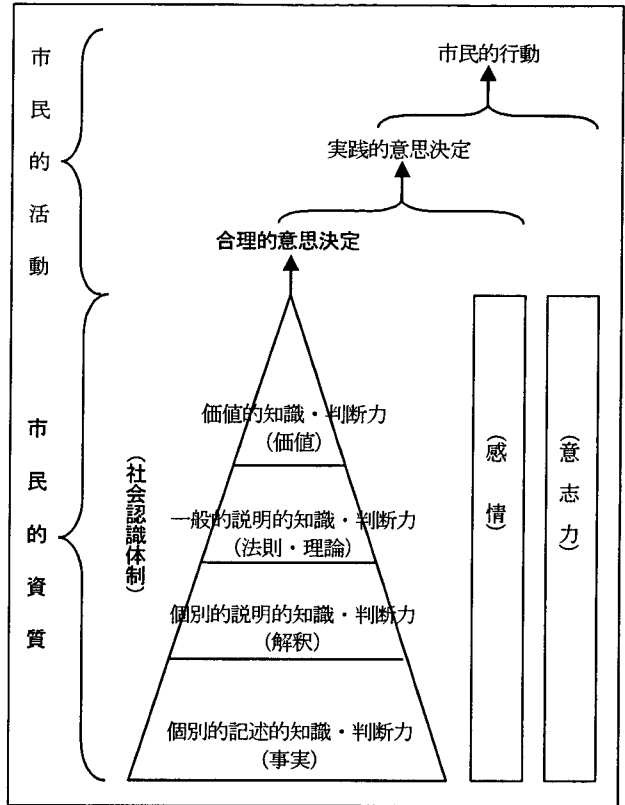 市民的活動
市民的行動
実践的意思決定
合理的意思決定
市民的資質
(社会認識体制)
価値的知識・判断力
(価値)
一般的説明的知識・判断力
(法則・理論)
個別的説明的知識・判断力
(解釈)
個別的記述的知識・判断力
(事実)
(感情)
(意志力)